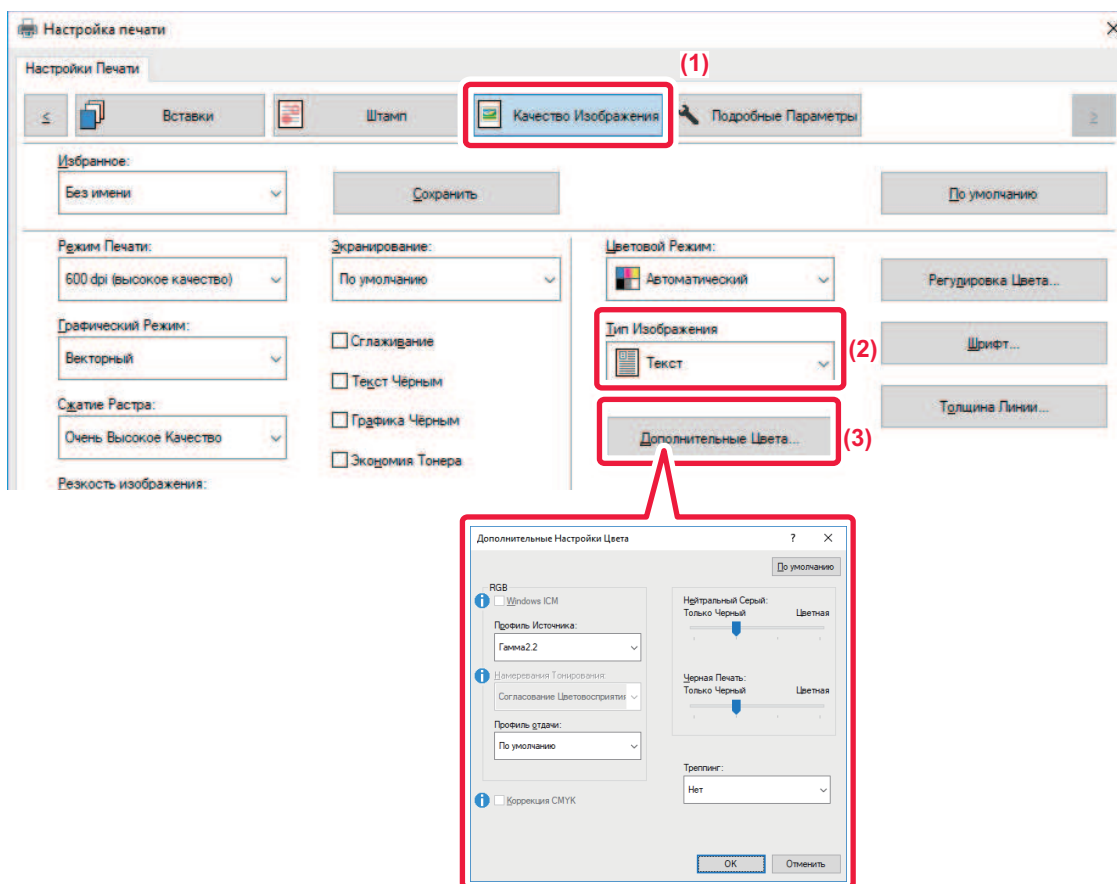 Настройка печати
Настройки Печати
(1)
≤ Вставки Штамп Качество Изображения Подробные Параметры ≥
Избранное:
Без имени Сохранить По умолчанию
Режим Печати: Экранирование: Цветовой Режим:
600 dpi (высокое качество) По умолчанию Автоматический Регулировка Цвета...
Графический Режим: Тип Изображения
Векторный Сглаживание Текст (2) Шрифт...
Текст Чёрным
Сжатие Растра: Толщина Линии...
Очень Высокое Качество Графика Чёрным Дополнительные Цвета... (3)
Экономия Тонера
Резкость изображения:
Дополнительные Настройки Цвета ? X
По умолчанию
RGB
Windows ICM
Профиль Источника:
Гамма2.2
Намеревания Тонирования:
Согласование Цветовосприятия
Профиль отдачи:
По умолчанию
Коррекция CMYK
Нейтральный Серый:
Только Черный Цветная
Черная Печать:
Только Черный Цветная
Треппинг:
Нет
OK Отменить